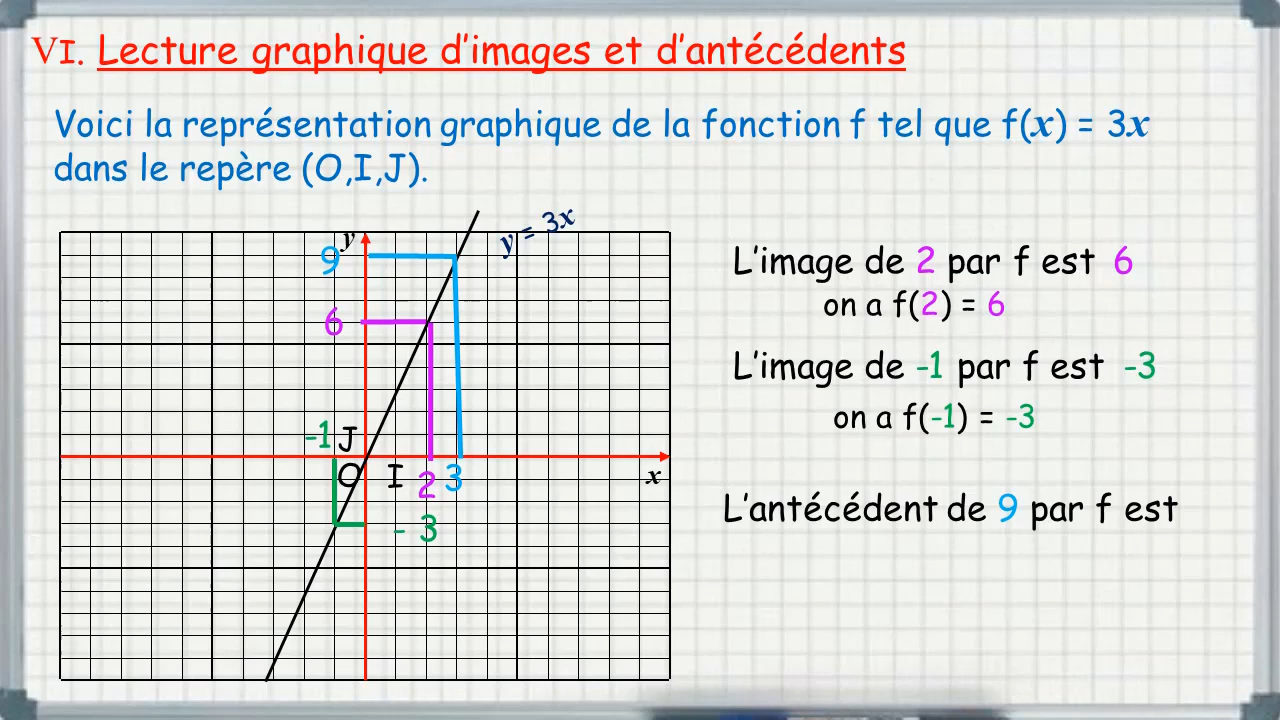 VI. Lecture graphique d'images et d'antécédents
Voici la représentation graphique de la fonction f tel que f(x) = 3x
dans le repère (O,I,J).
y = 3x
y
9
6
-1
J
O
I
2
3
x
- 3
L'image de 2 par f est 6
on a f(2) = 6
L'image de -1 par f est -3
on a f(-1) = -3
L'antécédent de 9 par f est